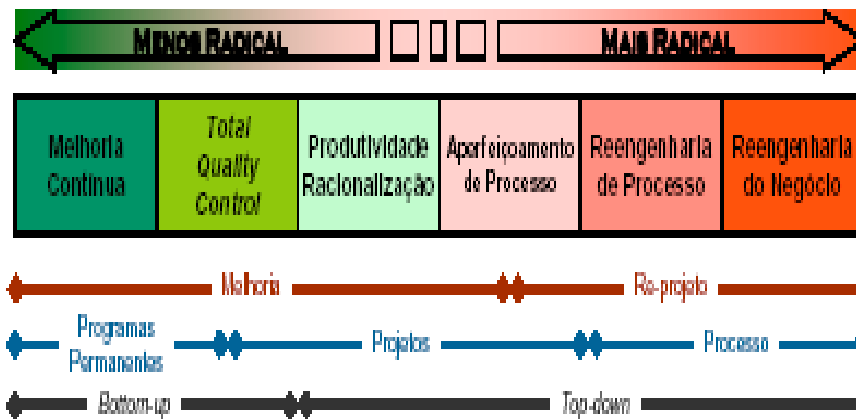 MENOS RADICAL
MAIS RADICAL
Melhoria
Contínua
Total
Quality
Control
Produtividade
Racionalização
Aperfeiçoamento
de Processo
Reengenharia
de Processo
Reengenharia
do Negócio
Melhoria
Re-projeto
Programas
Permanentes
Projetos
Processo
Bottom-up
Top-down